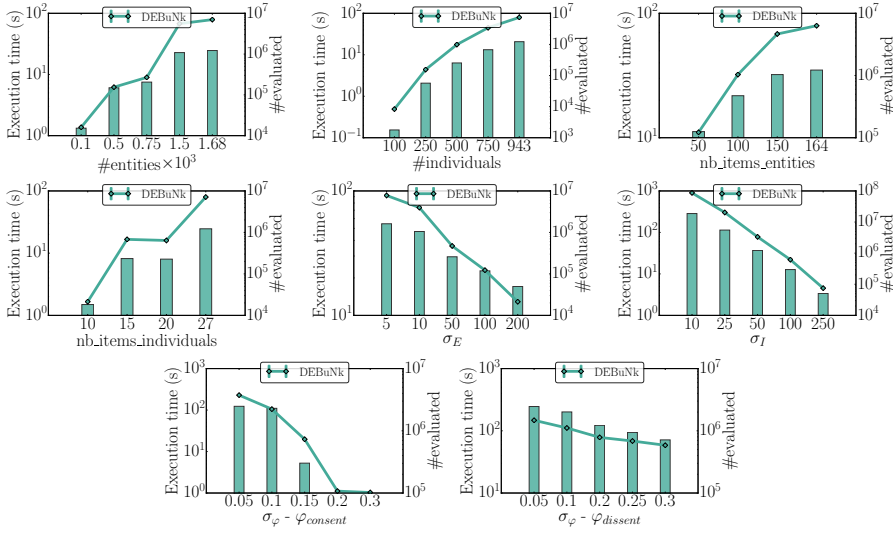 DEBuNk
Execution time (s)
10^2
10^1
10^0
10^7
10^6
10^5
10^4
#evaluated
0.1 0.5 0.75 1.5 1.68
#entities×10^3
DEBuNk
Execution time (s)
10^2
10^1
10^0
10^−1
10^7
10^6
10^5
10^4
10^3
#evaluated
100 250 500 750 943
#individuals
DEBuNk
Execution time (s)
10^2
10^1
10^7
10^6
10^5
#evaluated
50 100 150 164
nb_items_entities
DEBuNk
Execution time (s)
10^2
10^1
10^0
10^7
10^6
10^5
10^4
#evaluated
10 15 20 27
nb_items_individuals
DEBuNk
Execution time (s)
10^2
10^1
10^7
10^6
10^5
10^4
#evaluated
5 10 50 100 200
σ_E
DEBuNk
Execution time (s)
10^3
10^2
10^1
10^0
10^8
10^7
10^6
10^5
10^4
#evaluated
10 25 50 100 250
σ_I
DEBuNk
Execution time (s)
10^3
10^2
10^1
10^0
10^7
10^6
10^5
#evaluated
0.05 0.1 0.15 0.2 0.3
σ_φ - φ_consent
DEBuNk
Execution time (s)
10^3
10^2
10^1
10^7
10^6
10^5
#evaluated
0.05 0.1 0.2 0.25 0.3
σ_φ - φ_dissent